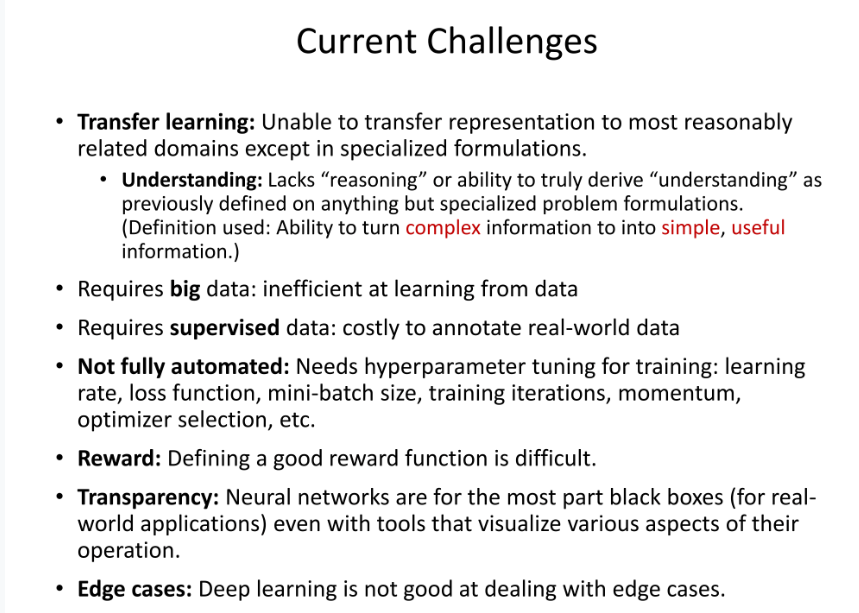 Current Challenges
• Transfer learning: Unable to transfer representation to most reasonably
related domains except in specialized formulations.
• Understanding: Lacks “reasoning” or ability to truly derive “understanding” as
previously defined on anything but specialized problem formulations.
(Definition used: Ability to turn complex information to into simple, useful
information.)
• Requires big data: inefficient at learning from data
• Requires supervised data: costly to annotate real-world data
• Not fully automated: Needs hyperparameter tuning for training: learning
rate, loss function, mini-batch size, training iterations, momentum,
optimizer selection, etc.
• Reward: Defining a good reward function is difficult.
• Transparency: Neural networks are for the most part black boxes (for real-
world applications) even with tools that visualize various aspects of their
operation.
• Edge cases: Deep learning is not good at dealing with edge cases.